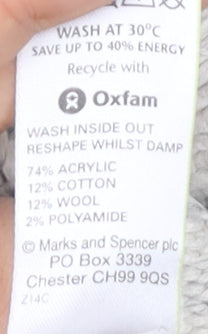 WASH AT 30°C
SAVE UP TO 40% ENERGY
Recycle with
Oxfam
WASH INSIDE OUT
RESHAPE WHILST DAMP
74% ACRYLIC
12% COTTON
12% WOOL
2% POLYAMIDE
© Marks and Spencer plc
PO Box 3339
Chester CH99 9QS
Z14C